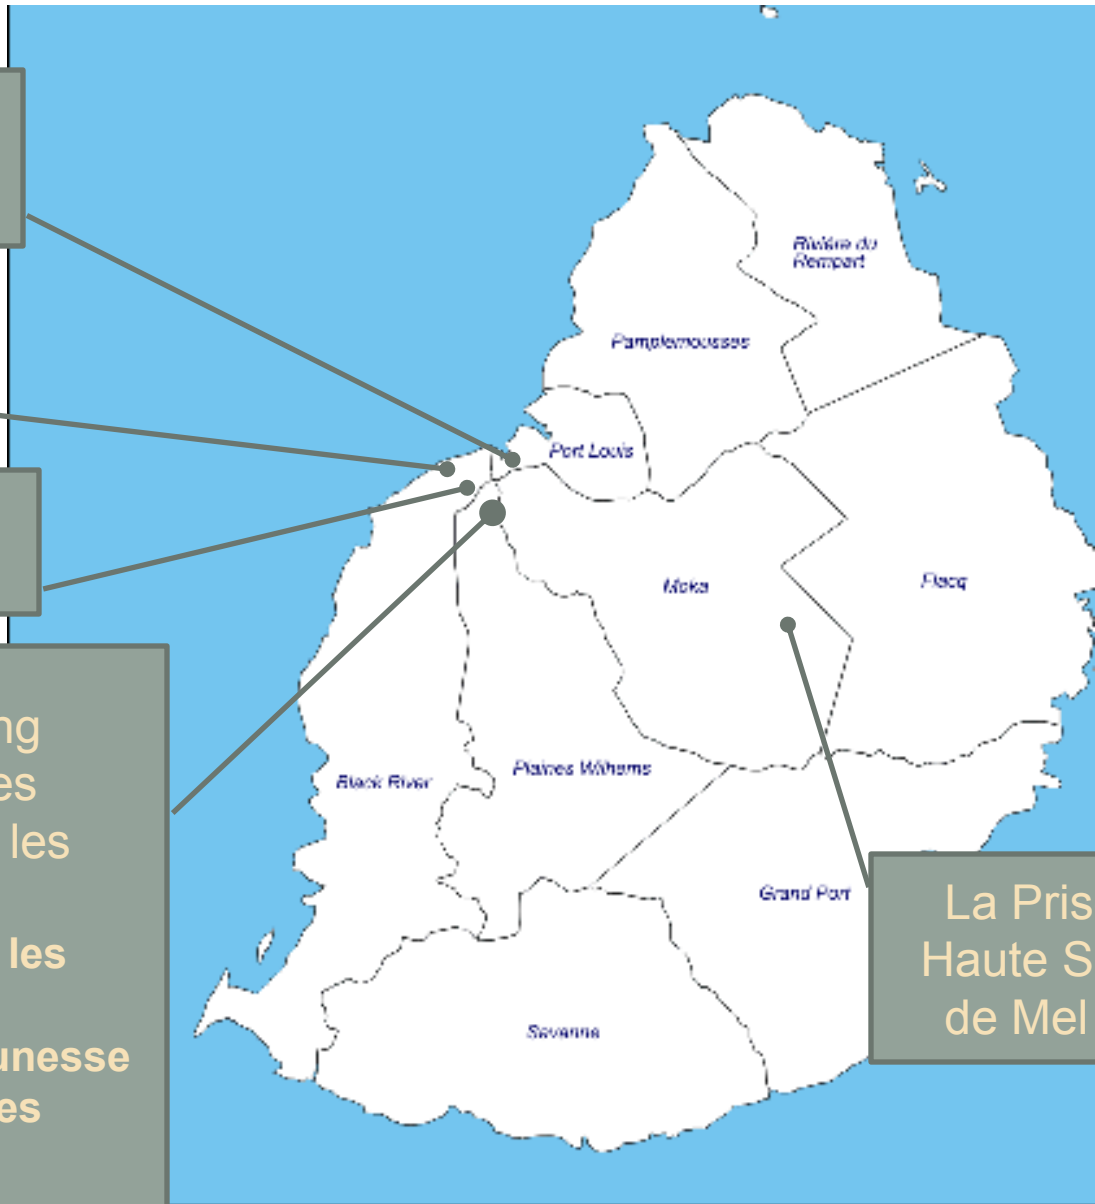 Rivière du
Rempart
Pamplemousses
Port Louis
Moka
Flacq
Plaines Wilhems
Black River
Grand Port
Savanne
ng
es
les
les
unesse
es
La Pris
Haute S
de Mel